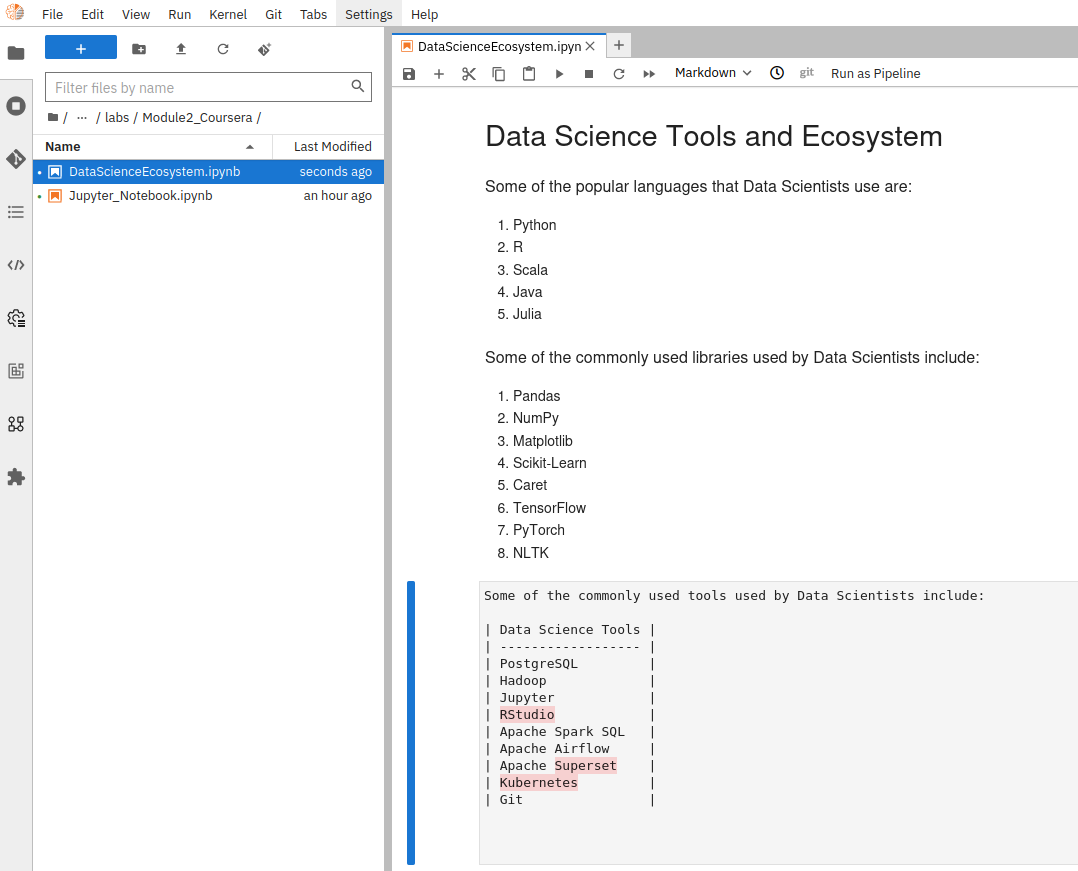 File Edit View Run Kernel Git Tabs Settings Help
+
Filter files by name
/ ... / labs / Module2_Coursera /
Name Last Modified
DataScienceEcosystem.ipynb seconds ago
Jupyter_Notebook.ipynb an hour ago
DataScienceEcosystem.ipyn × +
Markdown git Run as Pipeline
Data Science Tools and Ecosystem
Some of the popular languages that Data Scientists use are:
1. Python
2. R
3. Scala
4. Java
5. Julia
Some of the commonly used libraries used by Data Scientists include:
1. Pandas
2. NumPy
3. Matplotlib
4. Scikit-Learn
5. Caret
6. TensorFlow
7. PyTorch
8. NLTK
Some of the commonly used tools used by Data Scientists include:
| Data Science Tools |
| ------------------ |
| PostgreSQL         |
| Hadoop             |
| Jupyter            |
| RStudio            |
| Apache Spark SQL   |
| Apache Airflow     |
| Apache Superset    |
| Kubernetes         |
| Git                |